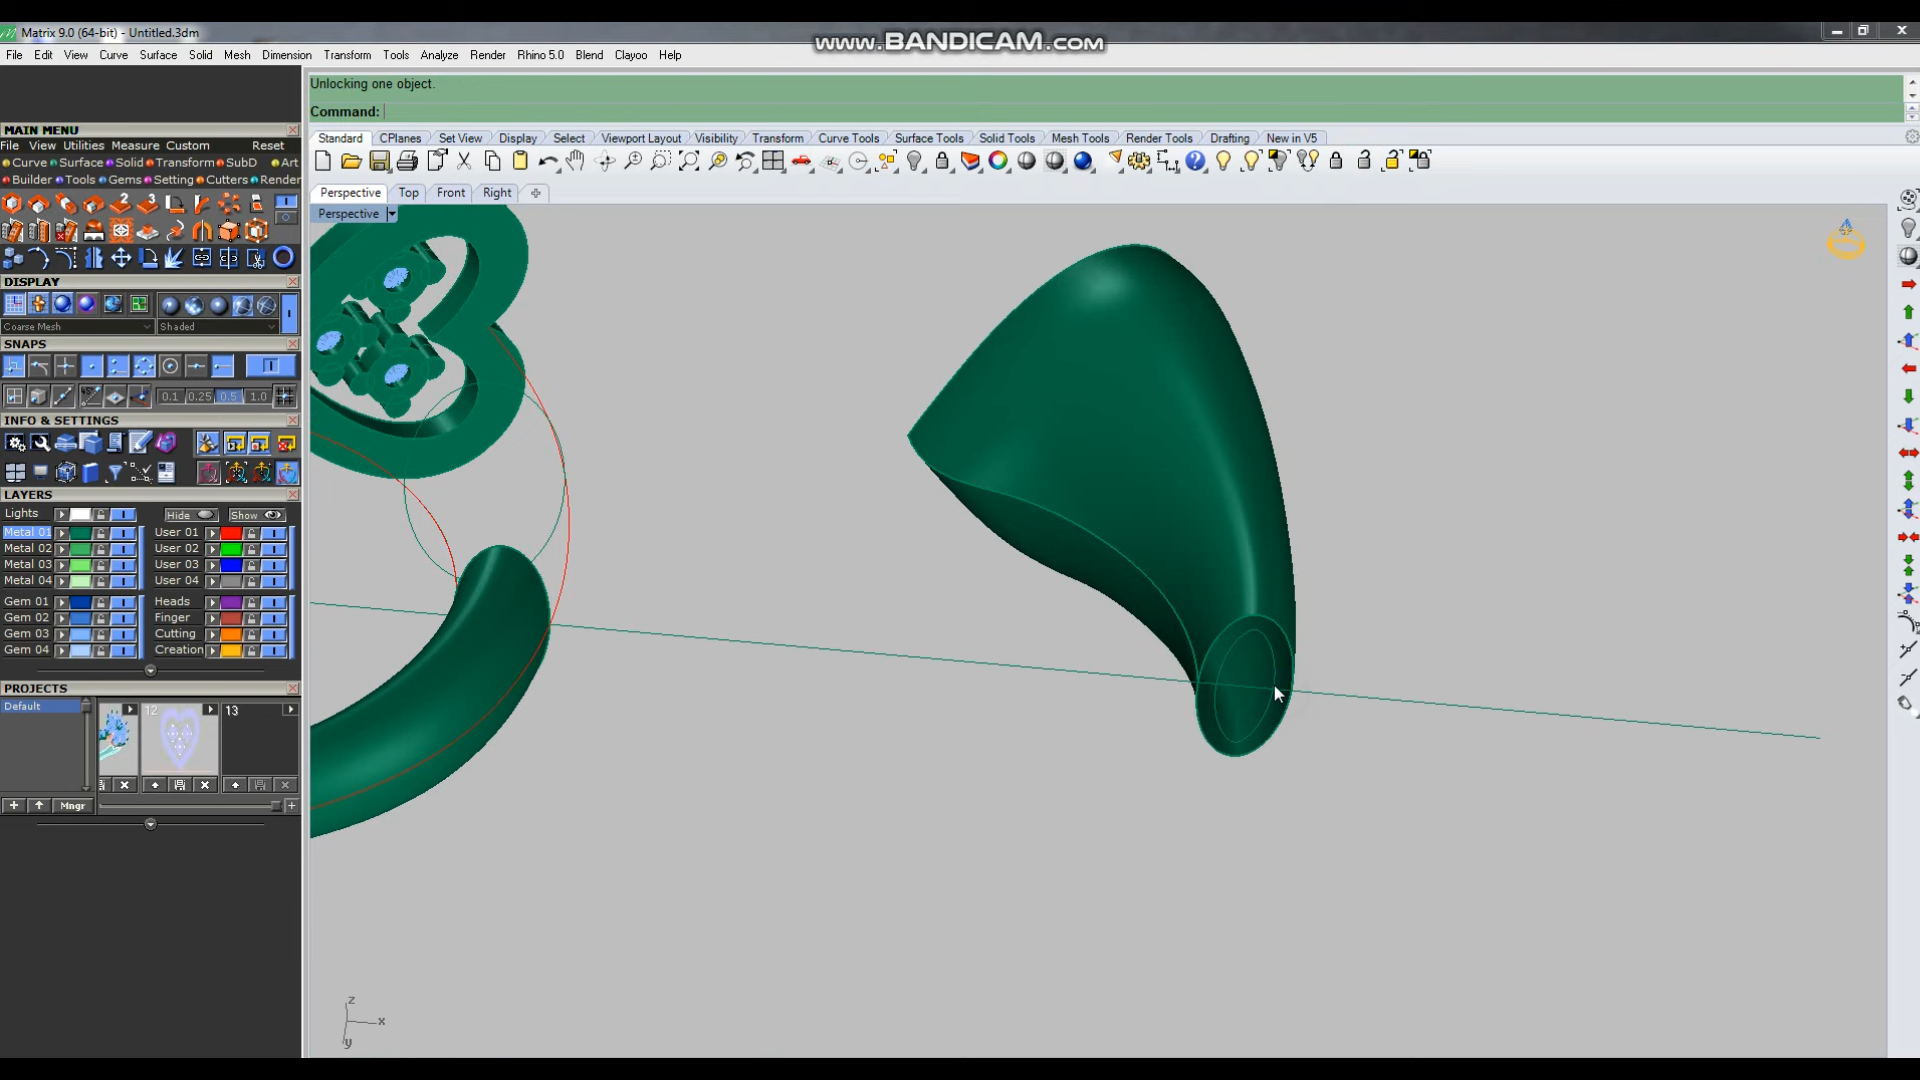 Matrix 9.0 (64-bit) - Untitled.3dm
www.BANDICAM.com
File Edit View Curve Surface Solid Mesh Dimension Transform Tools Analyze Render Rhino 5.0 Blend Clayoo Help
Unlocking one object.
Command:
Standard CPlanes Set View Display Select Viewport Layout Visibility Transform Curve Tools Surface Tools Solid Tools Mesh Tools Render Tools Drafting New in V5
Perspective Top Front Right
Perspective
MAIN MENU
File View Utilities Measure Custom Reset
Curve Surface Solid Transform SubD Art
Builder Tools Gems Setting Cutters Render
2 3
DISPLAY
Coarse Mesh Shaded
SNAPS
0.1 0.25 0.5 1.0
INFO & SETTINGS
LAYERS
Lights Hide Show
Metal 01 User 01
Metal 02 User 02
Metal 03 User 03
Metal 04 User 04
Gem 01 Heads
Gem 02 Finger
Gem 03 Cutting
Gem 04 Creation
PROJECTS
Default 12 13
Mngr
z
x
y